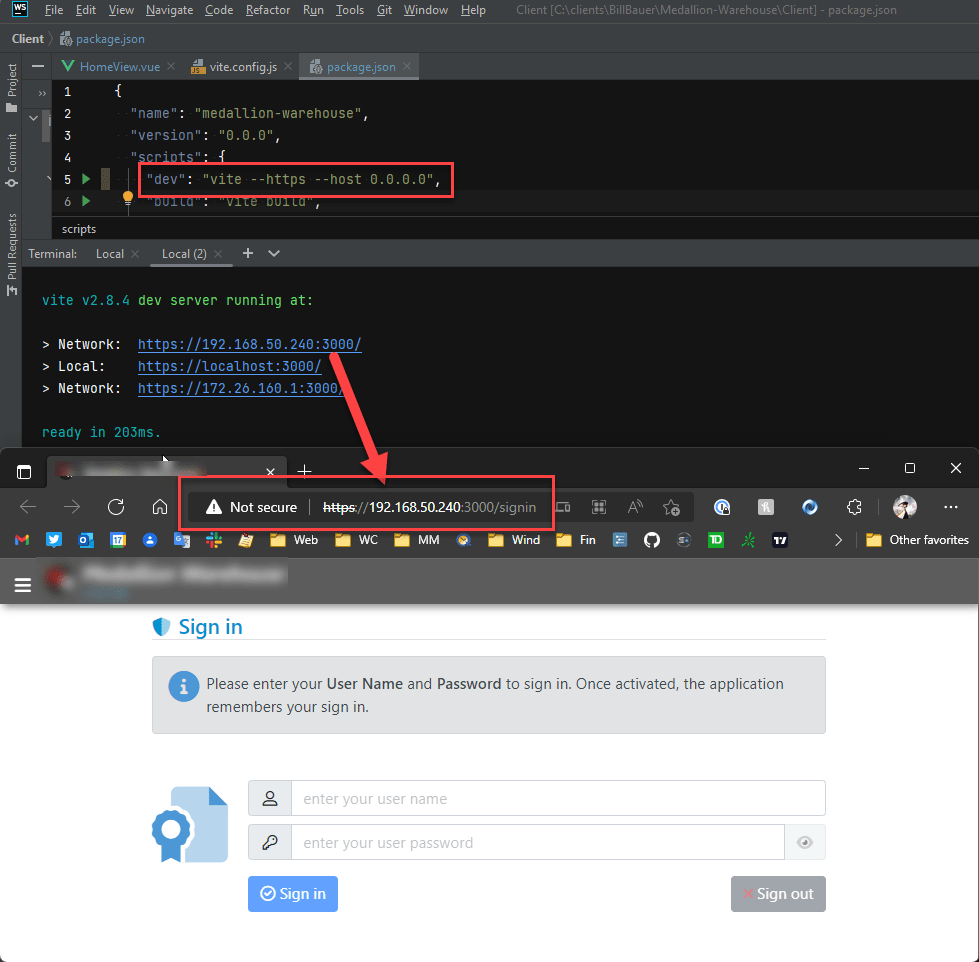 WS File Edit View Navigate Code Refactor Run Tools Git Window Help Client [C:\clients\BillBauer\Medallion-Warehouse\Client] - package.json
Client package.json
Project
Commit
Pull Requests
HomeView.vue vite.config.js package.json
1 {
2 "name": "medallion-warehouse",
3 "version": "0.0.0",
4 "scripts": {
5 "dev": "vite --https --host 0.0.0.0",
6 "build": "vite build",
scripts
Terminal: Local Local (2)
vite v2.8.4 dev server running at:
> Network: https://192.168.50.240:3000/
> Local: https://localhost:3000/
> Network: https://172.26.160.1:3000/
ready in 203ms.
Not secure https://192.168.50.240:3000/signin
17 Web WC MM Wind Fin TD Other favorites
Medallion Warehouse
Sign in
Please enter your User Name and Password to sign in. Once activated, the application
remembers your sign in.
enter your user name
enter your user password
Sign in Sign out